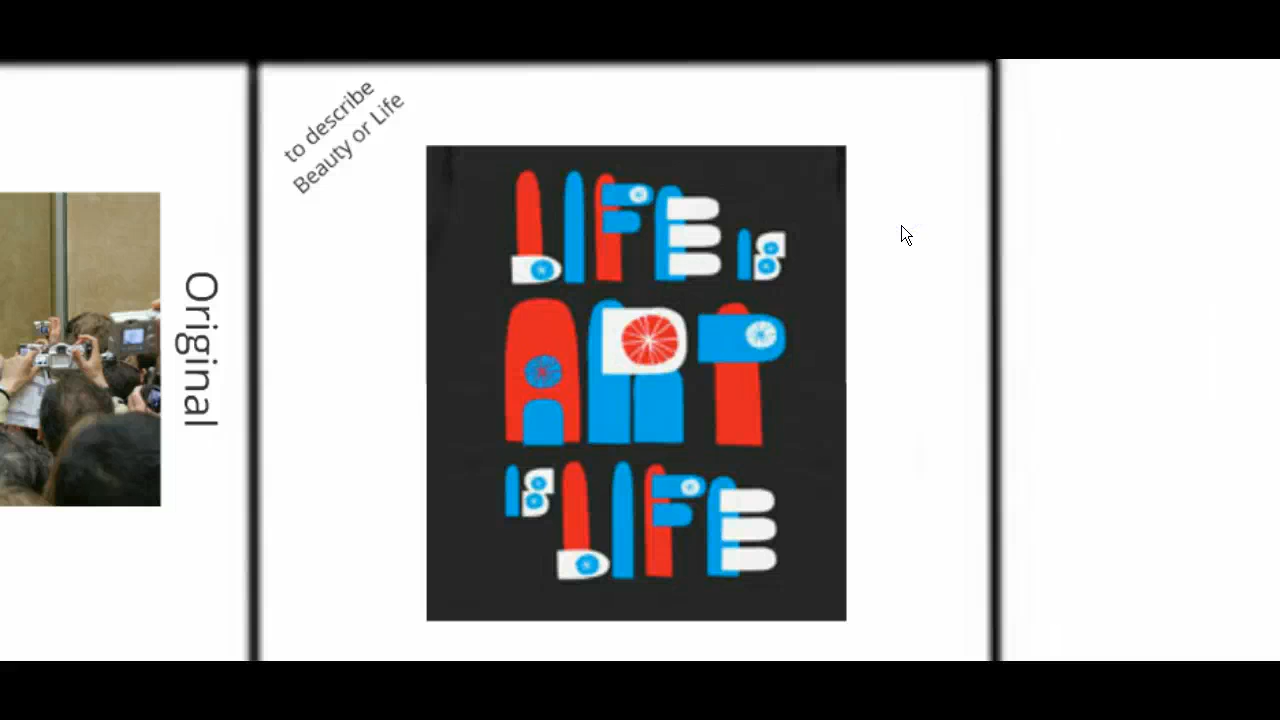 to describe
Beauty or Life
Original
LIFE is
ART
is LIFE